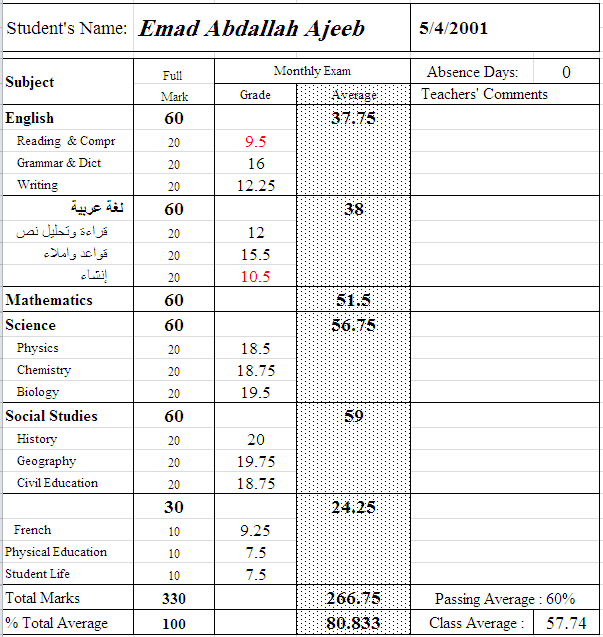 Student's Name: Emad Abdallah Ajeeb 5/4/2001
Subject Full Mark Monthly Exam Absence Days: 0
Grade Average Teachers' Comments
English 60 37.75
Reading & Compr 20 9.5
Grammar & Dict 20 16
Writing 20 12.25
لغة عربية 60 38
قراءة وتحليل نص 20 12
قواعد واملاء 20 15.5
إنشاء 20 10.5
Mathematics 60 51.5
Science 60 56.75
Physics 20 18.5
Chemistry 20 18.75
Biology 20 19.5
Social Studies 60 59
History 20 20
Geography 20 19.75
Civil Education 20 18.75
30 24.25
French 10 9.25
Physical Education 10 7.5
Student Life 10 7.5
Total Marks 330 266.75 Passing Average : 60%
% Total Average 100 80.833 Class Average : 57.74